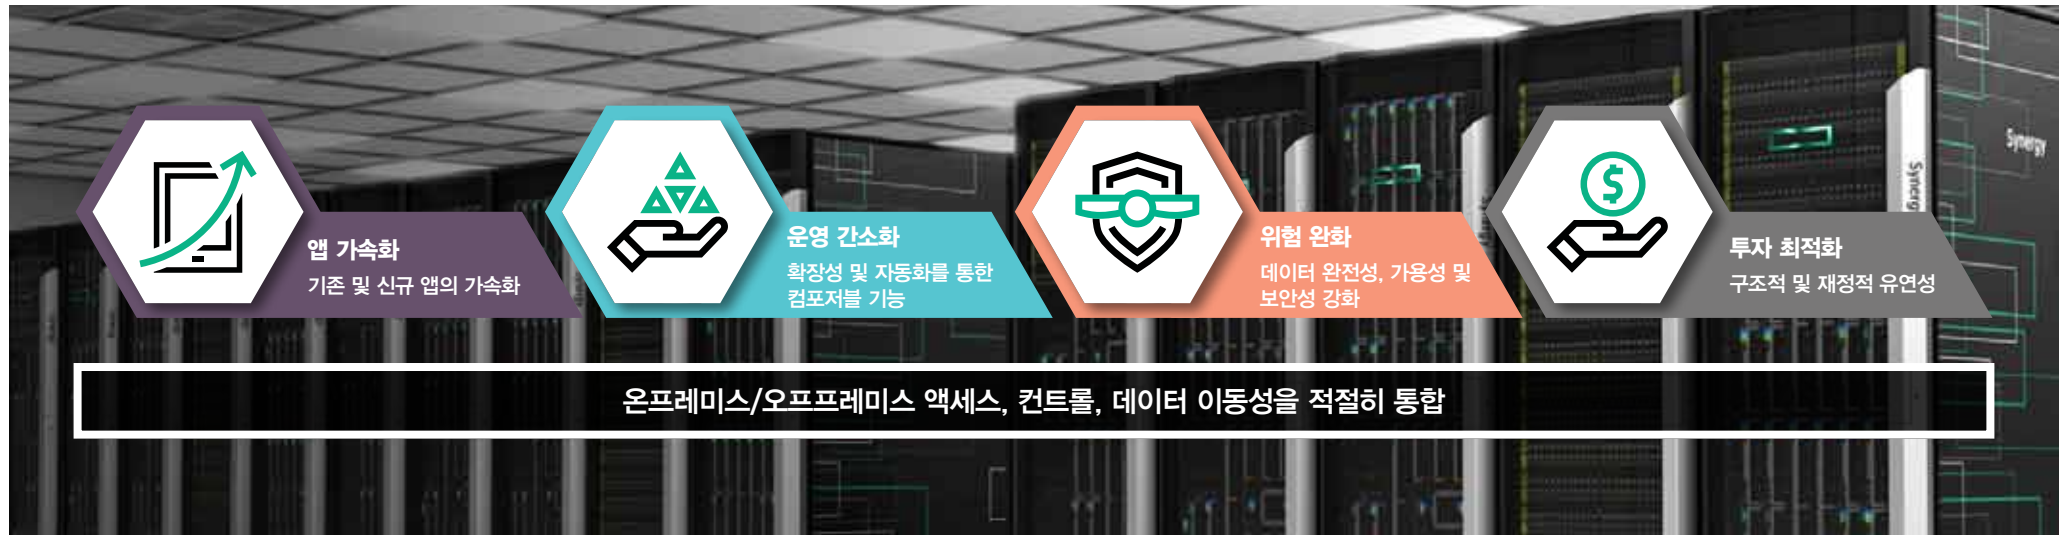 앱 가속화
기존 및 신규 앱의 가속화
운영 간소화
확장성 및 자동화를 통한
컴포저블 기능
위험 완화
데이터 완전성, 가용성 및
보안성 강화
투자 최적화
구조적 및 재정적 유연성
Synergy
Synergy
온프레미스/오프프레미스 액세스, 컨트롤, 데이터 이동성을 적절히 통합